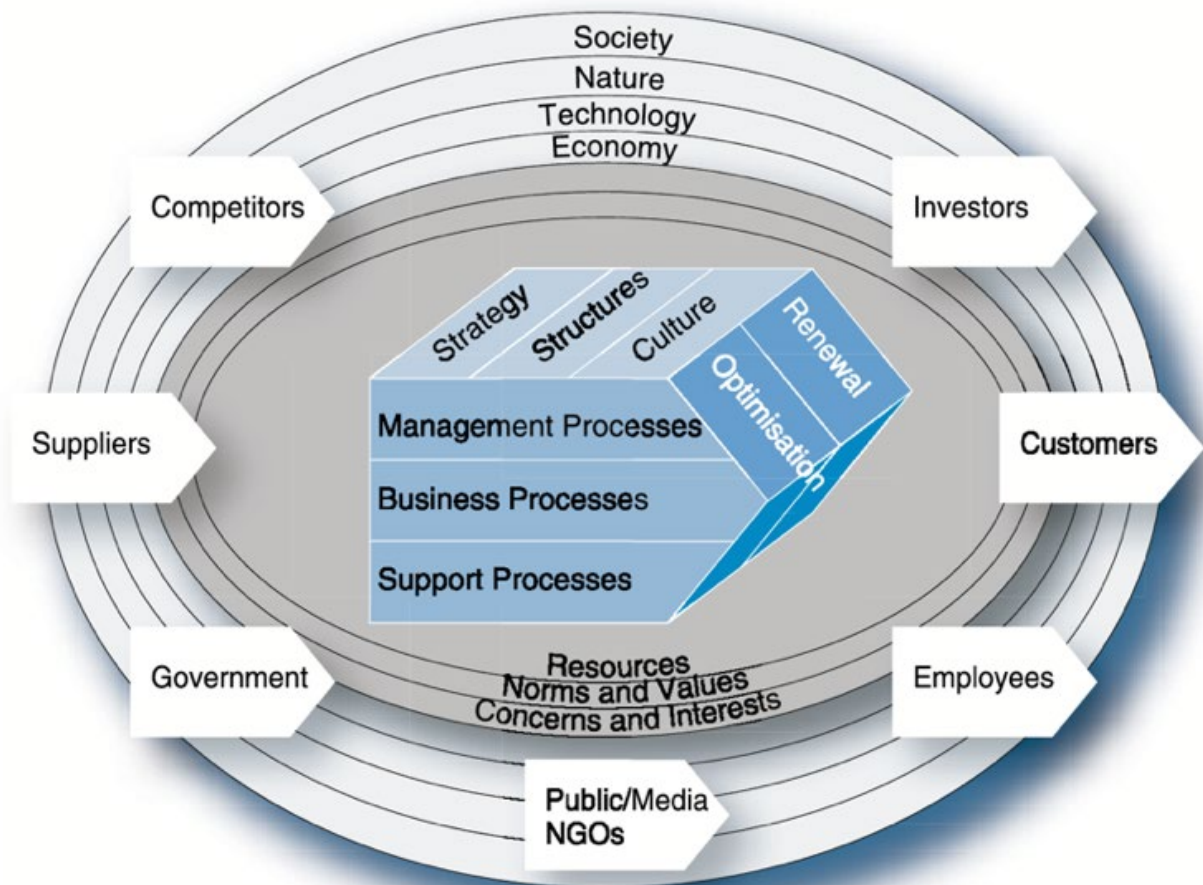 Society
Nature
Technology
Economy
Competitors
Investors
Strategy
Structures
Culture
Renewal
Optimisation
Management Processes
Business Processes
Support Processes
Suppliers
Customers
Resources
Norms and Values
Concerns and Interests
Government
Employees
Public/Media
NGOs